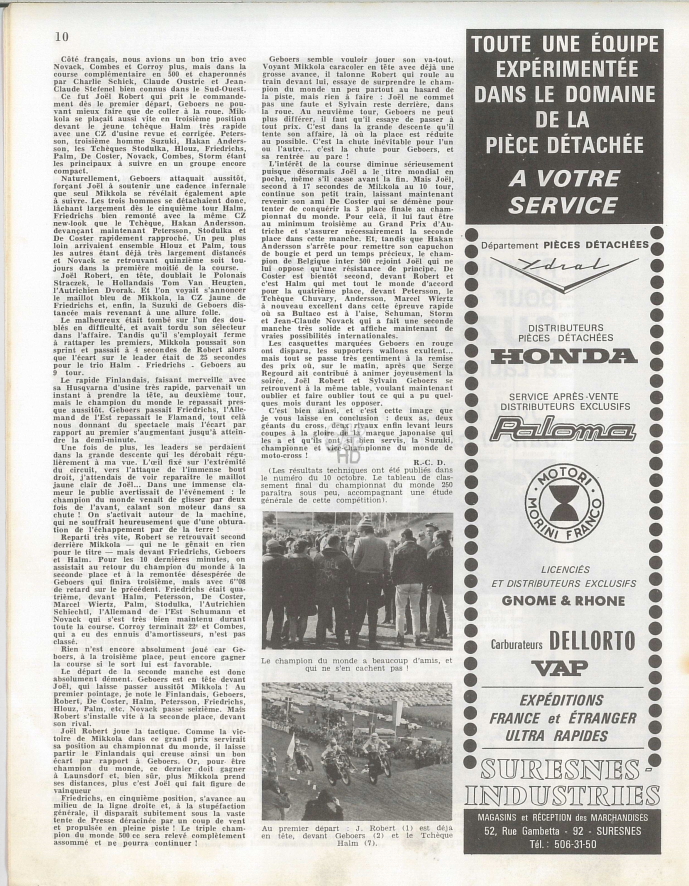 10
Côté français, nous avions un bon trio avec
Novack, Combes et Corroy plus, mais dans la
course complémentaire en 500 et chaperonnés
par Charlie Schick, Claude Oustric et Jean-
Claude Stefenel bien connus dans le Sud-Ouest.
Ce fut Joël Robert qui prit le commande-
ment dès le premier départ, Geboers ne pou-
vant mieux faire que de coller à la roue. Mik-
kola se plaçait aussi vite en troisième position
devant le jeune tchèque Halm très rapide
avec une CZ d'usine revue et corrigée. Peters-
son, troisième homme Suzuki, Hakan Anders-
son, les Tchèques Stodulka, Hlouz, Friedrichs,
Palm, De Coster, Novack, Combes, Storm étant
les principaux à suivre en un groupe encore
compact.
Naturellement, Geboers attaquait aussitôt,
forçant Joël à soutenir une cadence infernale
que seul Mikkola se révélait également apte
à suivre. Les trois hommes se détachaient donc,
lâchant largement dès le cinquième tour Halm.
Friedrichs bien remonté avec la même CZ
new-look que le Tchèque, Hakan Andersson,
devançant maintenant Petersson, Stodulka et
De Coster rapidement rapproché. Un peu plus
loin arrivaient ensemble Hlouz et Palm, tous
les autres étant déjà très largement distancés
et Novack se retrouvant quinzième soit tou-
jours dans la première moitié de la course.
Joël Robert, en tête, doublait le Polonais
Straczek, le Hollandais Tom Van Heugten,
l'Autrichien Dvorak. Et l'on voyait s'annoncer
le maillot bleu de Mikkola, la CZ jaune de
Friedrichs et, enfin, la Suzuki de Geboers dis-
tancée mais revenant à une allure folle.
Le malheureux était tombé sur l'un des dou-
blés en difficulté, et avait tordu son sélecteur
dans l'affaire. Tandis qu'il s'employait ferme
à rattaper les premiers, Mikkola poussait son
sprint et passait à 4 secondes de Robert alors
que l'écart sur le leader était de 25 secondes
pour le trio Halm - Friedrichs - Geboers au
9e tour.
Le rapide Finlandais, faisant merveille avec
sa Husqvarna d'usine très rapide, parvenait un
instant à prendre la tête, au deuxième tour,
mais le champion du monde le repassait pres-
que aussitôt. Geboers passait Friedrichs, l'Alle-
mand de l'Est repassait le Flamand, tout celà
nous donnant du spectacle mais l'écart par
rapport au premier s'augmentant jusqu'à attein-
dre la demi-minute.
Une fois de plus, les leaders se perdaient
dans la grande descente qui les dérobait régu-
lièrement à ma vue. L'œil fixé sur l'extrémité
du circuit, vers l'attaque de l'immense bout
droit, j'attendais de voir reparaître le maillot
jaune clair de Joël... Dans une immense cla-
meur le public avertissait de l'événement : le
champion du monde venait de glisser par deux
fois de l'avant, calant son moteur dans sa
chute ! On s'activait autour de la machine,
qui ne souffrait heureusement que d'une obtura-
tion de l'échappement par de la terre !
Reparti très vite, Robert se retrouvait second
derrière Mikkola — qui ne le gênait en rien
pour le titre — mais devant Friedrichs, Geboers
et Halm. Pour les 10 dernières minutes, on
assistait au retour du champion du monde à la
seconde place et à la remontée désespérée de
Geboers qui finira troisième, mais avec 6"08
de retard sur le précédent. Friedrichs était qua-
trième, devant Halm, Petersson, De Coster,
Marcel Wiertz, Palm, Stodulka, l'Autrichien
Schiechtl, l'Allemand de l'Est Schumann et
Novack qui s'est très bien maintenu durant
toute la course. Corroy terminait 22e et Combes,
qui a eu des ennuis d'amortisseurs, n'est pas
classé.
Rien n'est encore absolument joué car Ge-
boers, à la troisième place, peut encore gagner
la course si le sort lui est favorable.
Le départ de la seconde manche est donc
absolument dément. Geboers est en tête devant
Joël, qui laisse passer aussitôt Mikkola ! Au
premier pointage, je note le Finlandais, Geboers,
Robert, De Coster, Halm, Petersson, Friedrichs,
Hlouz, Palm, etc. Novack passe seizième. Mais
Robert s'installe vite à la seconde place, devant
son rival.
Joël Robert joue la tactique. Comme la vic-
toire de Mikkola dans ce grand prix servirait
sa position au championnat du monde, il laisse
partir le Finlandais qui creuse ainsi un bon
écart par rapport à Geboers. Or, pour être
champion du monde, ce dernier doit gagner
à Launsdorf et, bien sûr, plus Mikkola prend
ses distances, plus c'est Joël qui fait figure de
vainqueur
Friedrichs, en cinquième position, s'avance au
milieu de la ligne droite et, à la stupéfaction
générale, il disparait subitement sous la vaste
tente de Presse déracinée par un coup de vent
et propulsée en pleine piste ! Le triple cham-
pion du monde 500 cc sera relevé complètement
assommé et ne pourra continuer !
Geboers semble vouloir jouer son va-tout.
Voyant Mikkola caracoler en tête avec déjà une
grosse avance, il talonne Robert qui roule au
train devant lui, essaye de surprendre le cham-
pion du monde un peu partout au hasard de
la piste, mais rien à faire : Joël ne commet
pas une faute et Sylvain reste derrière, dans
la roue. Au neuvième tour, Geboers ne peut
plus différer, il faut qu'il essaye de passer à
tout prix. C'est dans la grande descente qu'il
tente son affaire, là où la place est réduite
au possible. C'est la chute inévitable pour l'un
ou l'autre... c'est la chute pour Geboers, et
sa rentrée au parc !
L'intérêt de la course diminue sérieusement
puisque désormais Joël a le titre mondial en
poche, même s'il casse avant la fin. Mais Joël,
second à 17 secondes de Mikkola au 10 tour,
continue son petit train, laissant maintenant
revenir son ami De Coster qui se démène pour
tenter de conquérir la 3 place finale au cham-
pionnat du monde. Pour celà, il lui faut être
au minimum troisième au Grand Prix d'Au-
triche et s'assurer nécessairement la seconde
place dans cette manche. Et, tandis que Hakan
Andersson s'arrête pour remettre son capuchon
de bougie et perd un temps précieux, le cham-
pion de Belgique inter 500 rejoint Joël qui ne
lui oppose qu'une résistance de principe. De
Coster est bientôt second, devant Robert et
c'est Halm qui met tout le monde d'accord
pour la quatrième place, devant Petersson, le
Tchèque Chuvary, Andersson, Marcel Wiertz
à nouveau excellent dans cette épreuve rapide
où sa Bultaco est à l'aise, Schuman, Storm
et Jean-Claude Novack qui a fait une seconde
manche très solide et affiche maintenant de
vraies possibilités internationales.
Les casquettes marquées Geboers en rouge
ont disparu, les supporters wallons exultent...
mais tout se passe très gentiment à la remise
des prix où, sur le matin, après que Serge
Repourd ait contribué à animer joyeusement la
soirée, Joël Robert et Sylvain Geboers se
retrouvent à la même table, voulant maintenant
oublier et faire oublier tout ce qui a pu quel-
ques mois durant les opposer.
C'est bien ainsi, et c'est cette image que
je vous laisse en conclusion : deux as, deux
géants du cross, heureux enfin levant leurs
coupes à la gloire de la marque japonaise qui
les a et qu'ils ont si bien servis, la Suzuki,
championne et vice-championne du monde de
moto-cross !
R.-C. D.
(Les résultats techniques ont été publiés dans
le numéro du 10 octobre. Le tableau de clas-
sement final du championnat du monde 250
paraîtra sous peu, accompagnant une étude
générale de cette compétition).
HD
Le champion du monde a beaucoup d'amis, et
qui ne s'en cachent pas !
Au premier départ : J. Robert (1) est déjà
en tête, devant Geboers (2) et le Tchèque
Halm (7).
TOUTE UNE ÉQUIPE
EXPÉRIMENTÉE
DANS LE DOMAINE
DE LA
PIÈCE DÉTACHÉE
A VOTRE
SERVICE
Département PIÈCES DÉTACHÉES
Ydral
DISTRIBUTEURS
PIÈCES DÉTACHÉES
HONDA
SERVICE APRÈS-VENTE
DISTRIBUTEURS EXCLUSIFS
Paloma
MOTORI
MORINI FRANCO
LICENCIÉS
ET DISTRIBUTEURS EXCLUSIFS
GNOME & RHONE
Carburateurs DELLORTO
VAP
EXPÉDITIONS
FRANCE et ÉTRANGER
ULTRA RAPIDES
SURESNES-
INDUSTRIES
MAGASINS et RÉCEPTION des MARCHANDISES
52, Rue Gambetta - 92 - SURESNES
Tél. : 506-31-50